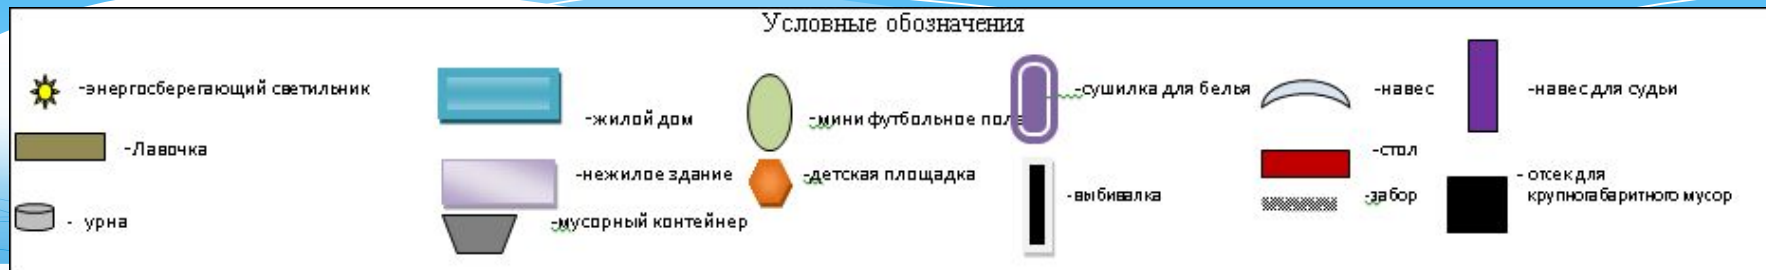 Условные обозначения
-энергосберегающий светильник
-Лавочка
- урна
-жилой дом
-нежилое здание
-мусорный контейнер
-мини футбольное поле
-детская площадка
-сушилка для белья
-выбивалка
-навес
-стол
-забор
-навес для судьи
- отсек для
крупногабаритного мусор